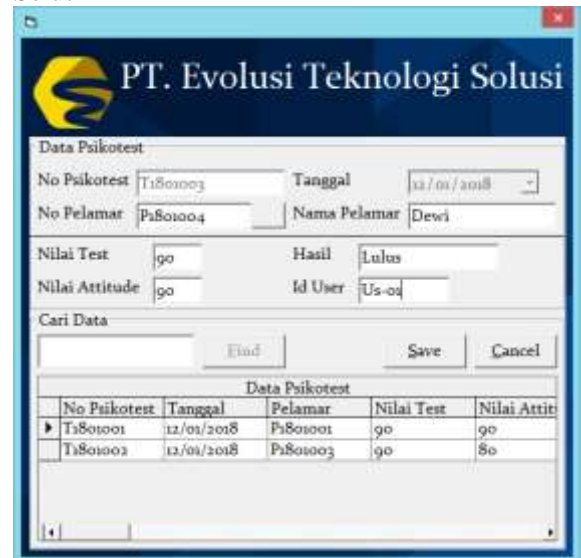 PT. Evolusi Teknologi Solusi
Data Psikotest
No Psikotest T1801003 Tanggal 12/01/2018
No Pelamar P1801004 Nama Pelamar Dewi
Nilai Test 90 Hasil Lulus
Nilai Attitude 90 Id User Us-01
Cari Data
Find Save Cancel
Data Psikotest
No Psikotest Tanggal Pelamar Nilai Test Nilai Attit
T1801001 12/01/2018 P1801001 90 90
T1801002 12/01/2018 P1801003 90 80